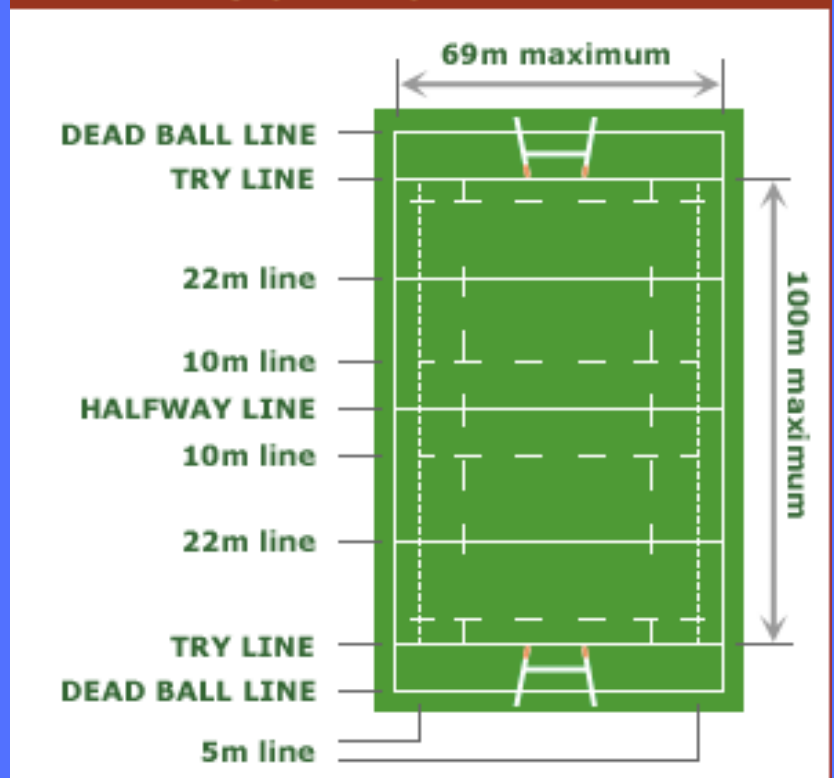 69m maximum
DEAD BALL LINE
TRY LINE
22m line
10m line
HALFWAY LINE
10m line
22m line
TRY LINE
DEAD BALL LINE
5m line
100m maximum